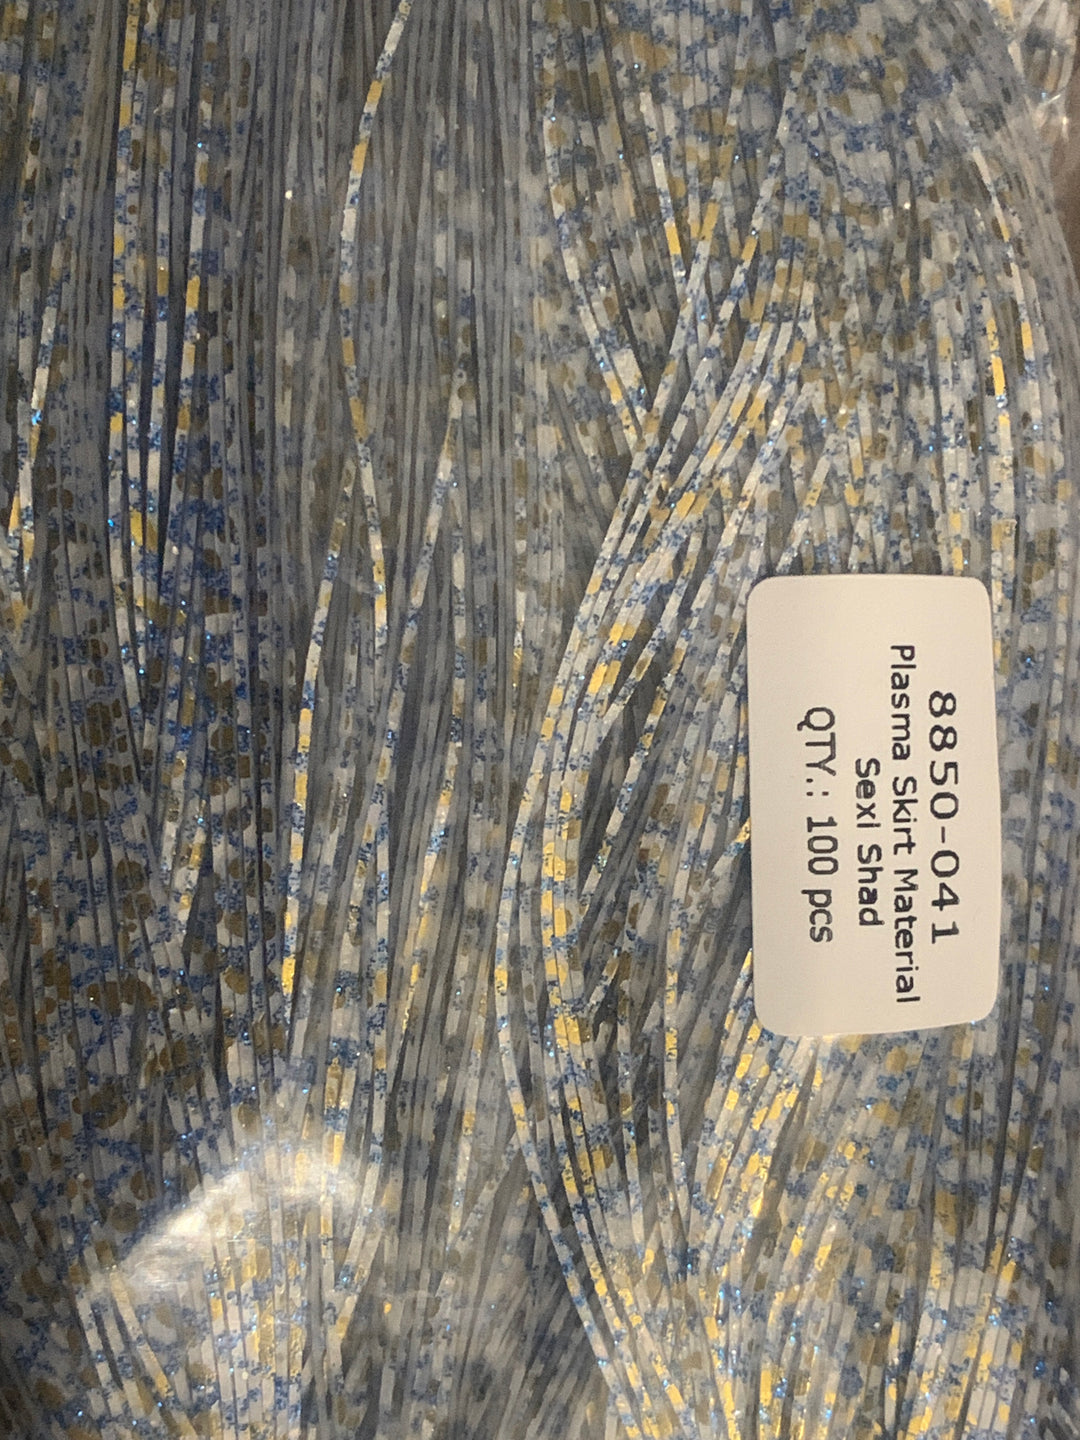 8850-041
Plasma Skirt Material
Sexi Shad
QTY.: 100 pcs